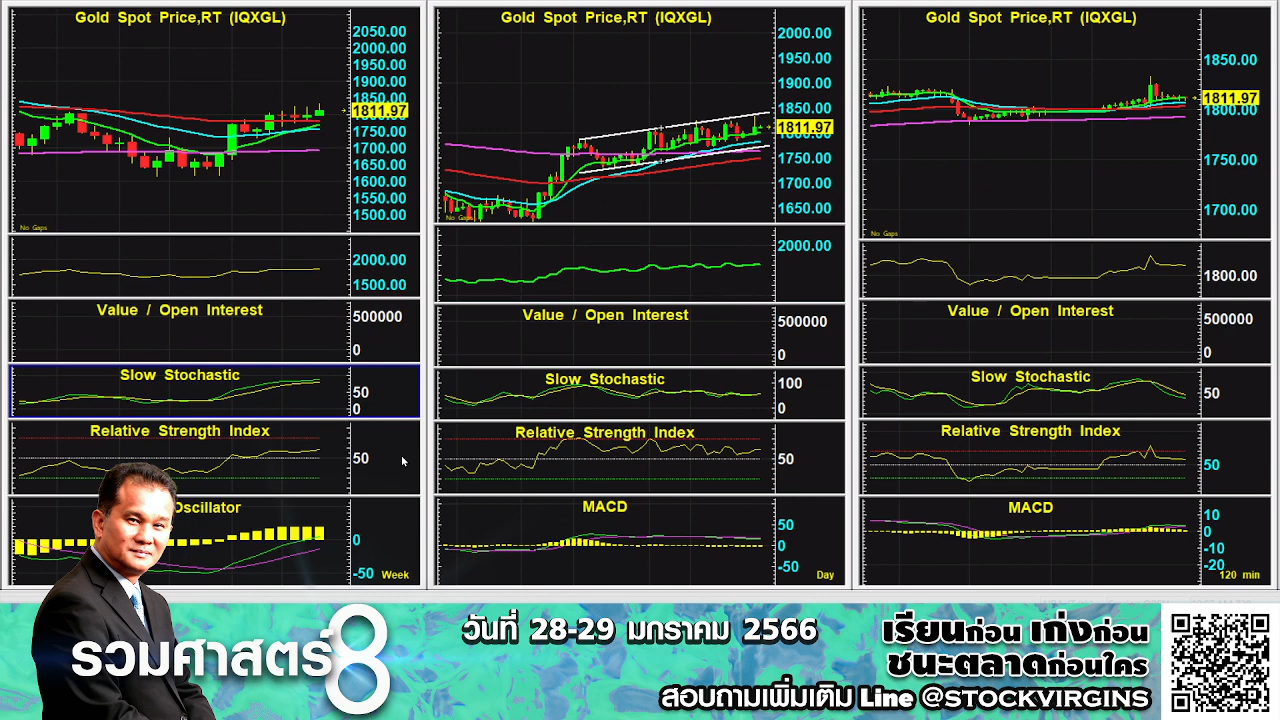 Gold Spot Price,RT (IQXGL)
2050.00
2000.00
1950.00
1900.00
1850.00
1811.97
1750.00
1700.00
1650.00
1600.00
1550.00
1500.00
No Gaps
2000.00
1500.00
Value / Open Interest
500000
0
Slow Stochastic
50
0
Relative Strength Index
50
Oscillator
0
-50
Week
Gold Spot Price,RT (IQXGL)
2000.00
1950.00
1900.00
1850.00
1811.97
1750.00
1700.00
1650.00
No Gaps
2000.00
Value / Open Interest
500000
0
Slow Stochastic
100
0
Relative Strength Index
50
MACD
50
0
-50
Day
Gold Spot Price,RT (IQXGL)
1850.00
1811.97
1800.00
1750.00
1700.00
No Gaps
1800.00
Value / Open Interest
500000
0
Slow Stochastic
50
Relative Strength Index
50
MACD
10
0
-10
-20
120 min
รวมศาสตร์ 8
วันที่ 28-29 มกราคม 2566
เรียนก่อน เก่งก่อน
ชนะตลาดก่อนใคร
สอบถามเพิ่มเติม Line @STOCKVIRGINS